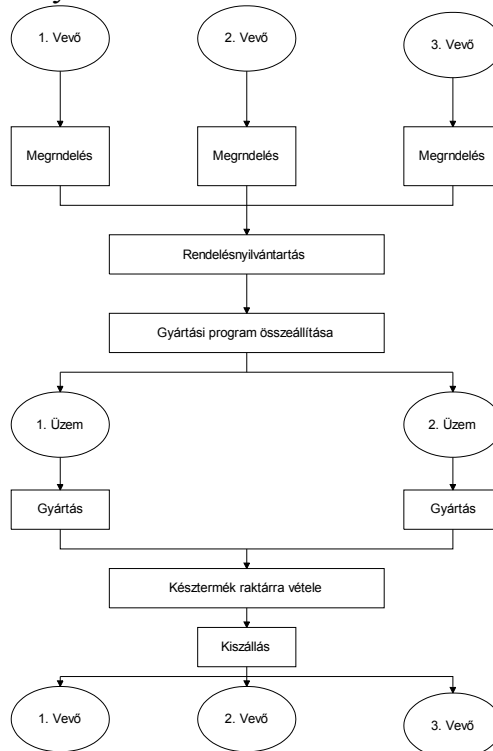 1. Vevő
2. Vevő
3. Vevő
Megrndelés
Megrndelés
Megrndelés
Rendelésnyilvántartás
Gyártási program összeállítása
1. Üzem
2. Üzem
Gyártás
Gyártás
Késztermék raktárra vétele
Kiszállás
1. Vevő
2. Vevő
3. Vevő